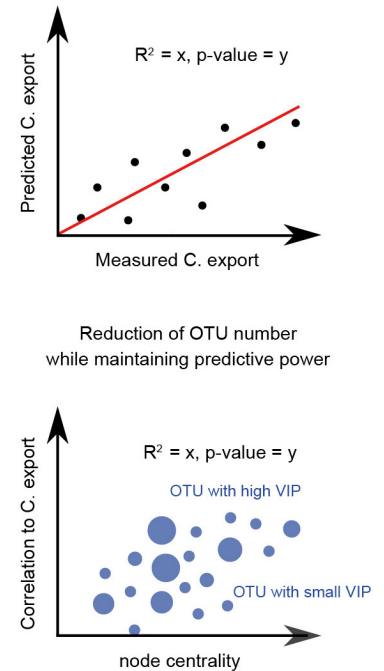 R² = x, p-value = y
Predicted C. export
Measured C. export
Reduction of OTU number
while maintaining predictive power
R² = x, p-value = y
OTU with high VIP
Correlation to C. export
OTU with small VIP
node centrality